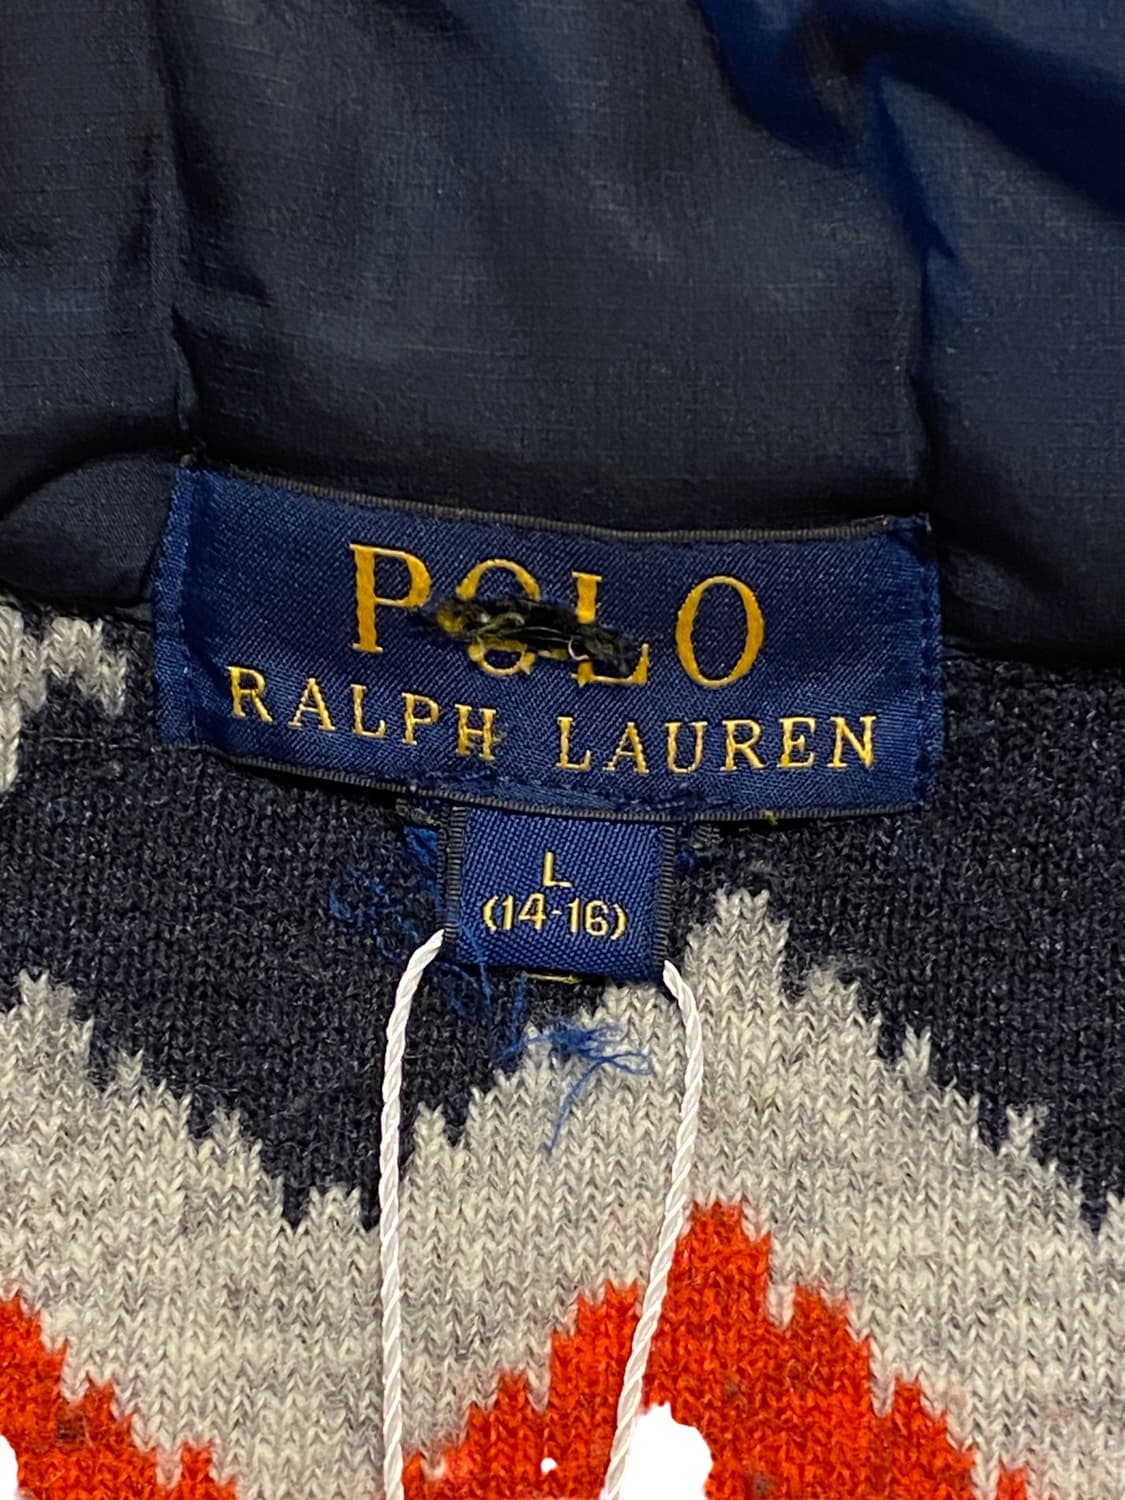 POLO
RALPH LAUREN
L
(14-16)